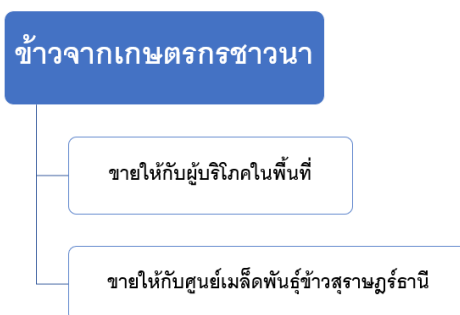 ข้าวจากเกษตรกรชาวนา
ขายให้กับผู้บริโภคในพื้นที่
ขายให้กับศูนย์เมล็ดพันธุ์ข้าวสุราษฎร์ธานี